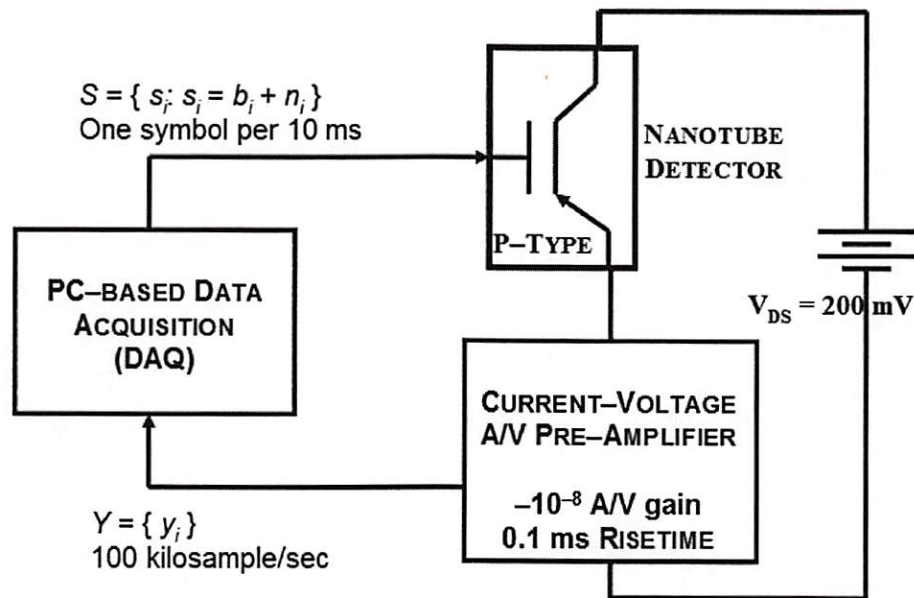 S = { sᵢ: sᵢ = bᵢ + nᵢ }
One symbol per 10 ms
NANOTUBE
DETECTOR
P–TYPE
PC–BASED DATA
ACQUISITION
(DAQ)
V_DS = 200 mV
CURRENT–VOLTAGE
A/V PRE–AMPLIFIER
–10⁻⁸ A/V gain
0.1 ms RISETIME
Y = { yᵢ }
100 kilosample/sec